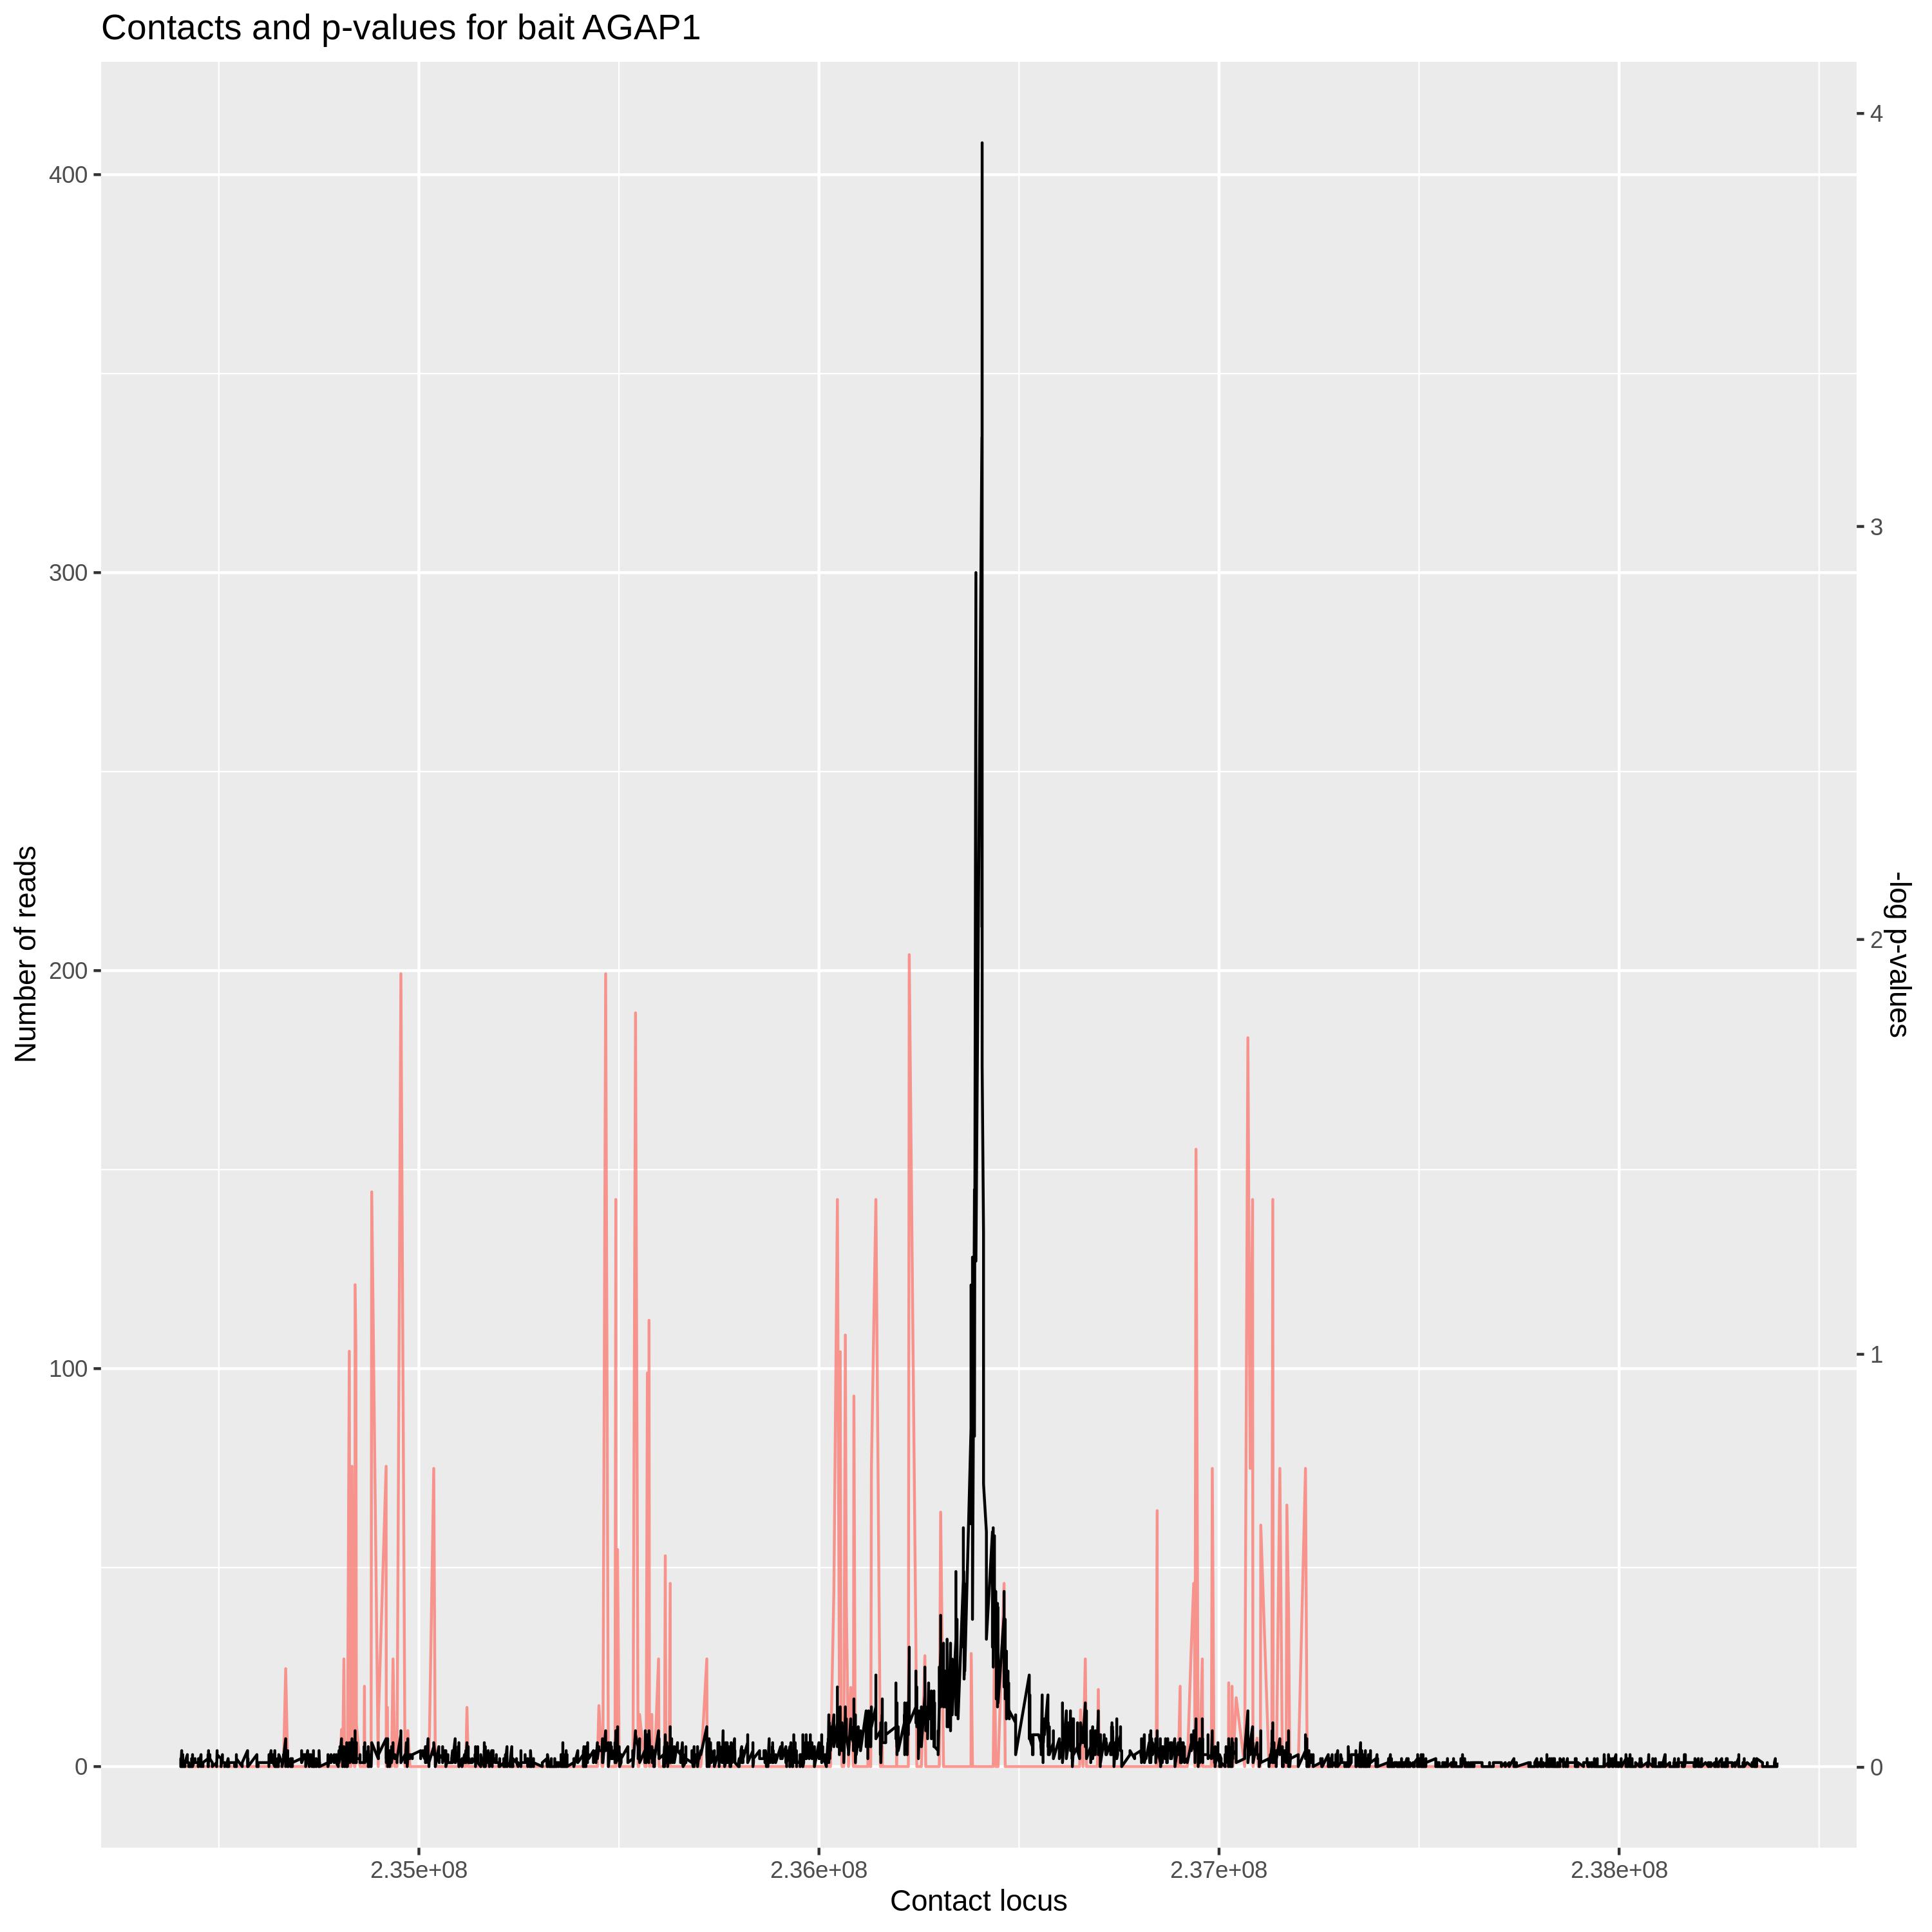 Contacts and p-values for bait AGAP1
400
300
200
100
0
4
3
2
1
0
Number of reads
-log p-values
2.35e+08
2.36e+08
2.37e+08
2.38e+08
Contact locus